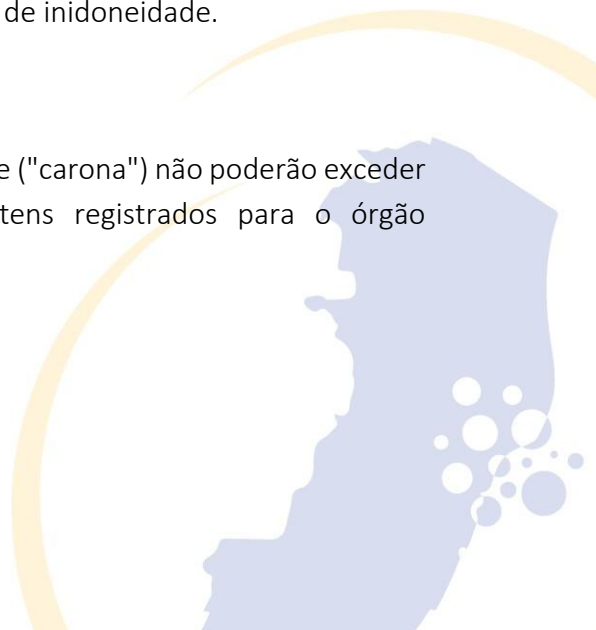 de inidoneidade.
e ("carona") não poderão exceder
tens registrados para o órgão